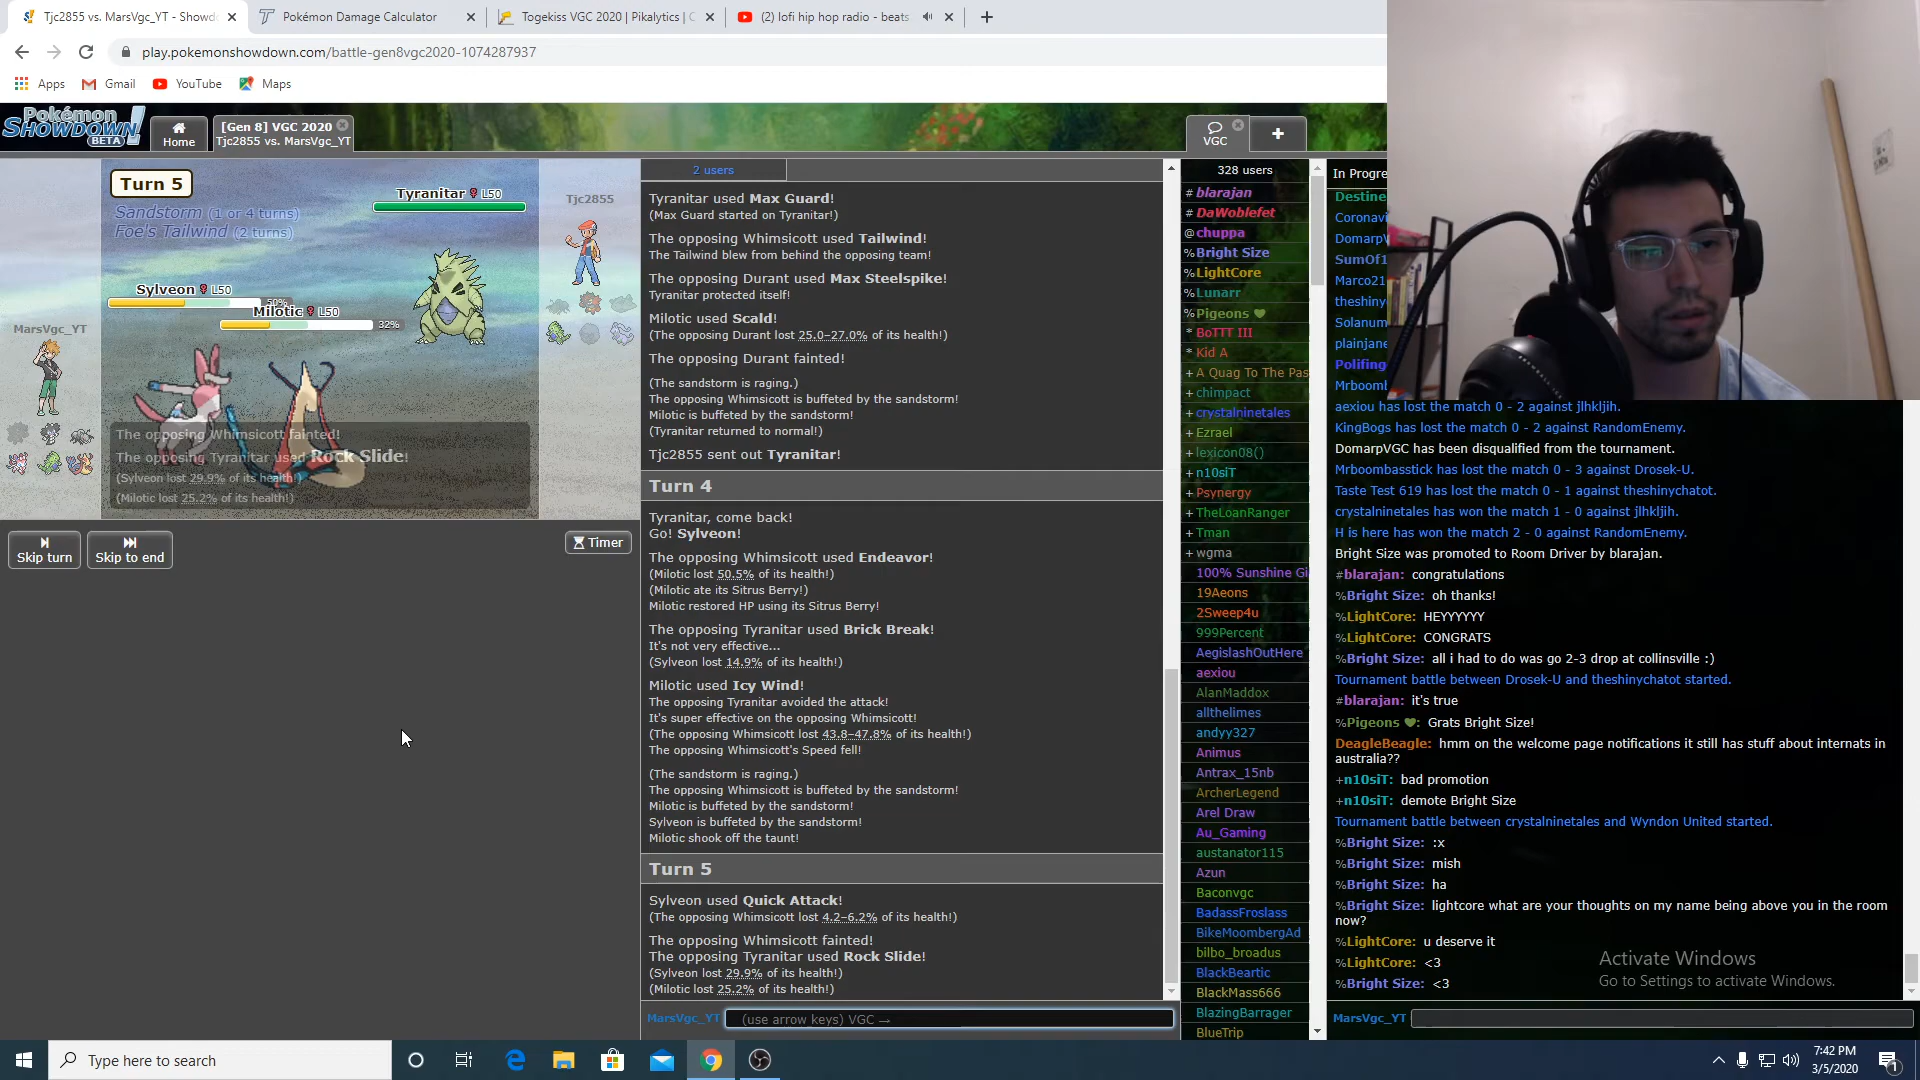 Tjc2855 vs. MarsVgc_YT - Showd
Pokémon Damage Calculator
Togekiss VGC 2020 | Pikalytics | C
(2) lofi hip hop radio - beats
play.pokemonshowdown.com/battle-gen8vgc2020-1074287937
Apps
Gmail
YouTube
Maps
Pokémon
SHOWDOWN!
BETA
Home
[Gen 8] VGC 2020
Tjc2855 vs. MarsVgc_YT
VGC
Turn 5
Sandstorm (1 or 4 turns)
Foe's Tailwind (2 turns)
Tyranitar L50
Tjc2855
Sylveon L50
50%
Milotic L50
32%
MarsVgc_YT
The opposing Whimsicott fainted!
The opposing Tyranitar used Rock Slide!
(Sylveon lost 29.9% of its health!)
(Milotic lost 25.2% of its health!)
Skip turn
Skip to end
Timer
2 users
Tyranitar used Max Guard!
(Max Guard started on Tyranitar!)
The opposing Whimsicott used Tailwind!
The Tailwind blew from behind the opposing team!
The opposing Durant used Max Steelspike!
Tyranitar protected itself!
Milotic used Scald!
(The opposing Durant lost 25.0–27.0% of its health!)
The opposing Durant fainted!
(The sandstorm is raging.)
The opposing Whimsicott is buffeted by the sandstorm!
Milotic is buffeted by the sandstorm!
(Tyranitar returned to normal!)
Tjc2855 sent out Tyranitar!
Turn 4
Tyranitar, come back!
Go! Sylveon!
The opposing Whimsicott used Endeavor!
(Milotic lost 50.5% of its health!)
(Milotic ate its Sitrus Berry!)
Milotic restored HP using its Sitrus Berry!
The opposing Tyranitar used Brick Break!
It's not very effective...
(Sylveon lost 14.9% of its health!)
Milotic used Icy Wind!
The opposing Tyranitar avoided the attack!
It's super effective on the opposing Whimsicott!
(The opposing Whimsicott lost 43.8–47.8% of its health!)
The opposing Whimsicott's Speed fell!
(The sandstorm is raging.)
The opposing Whimsicott is buffeted by the sandstorm!
Milotic is buffeted by the sandstorm!
Sylveon is buffeted by the sandstorm!
Milotic shook off the taunt!
Turn 5
Sylveon used Quick Attack!
(The opposing Whimsicott lost 4.2–6.2% of its health!)
The opposing Whimsicott fainted!
The opposing Tyranitar used Rock Slide!
(Sylveon lost 29.9% of its health!)
(Milotic lost 25.2% of its health!)
MarsVgc_YT
(use arrow keys) VGC →
328 users
#blarajan
#DaWoblefet
@chuppa
%Bright Size
%LightCore
%Lunarr
%Pigeons ♥
*BoTTT III
*Kid A
+A Quag To The Pas
+chimpact
+crystalninetales
+Ezrael
+lexicon08()
+n10siT
+Psynergy
+TheLoanRanger
+Tman
+wgma
100% Sunshine Gi
19Aeons
2Sweep4u
999Percent
AegislashOutHere
aexiou
AlanMaddox
allthelimes
andyy327
Animus
Antrax_15nb
ArcherLegend
Arel Draw
Au_Gaming
austanator115
Azun
Baconvgc
BadassFroslass
BikeMoombergAd
bilbo_broadus
BlackBeartic
BlackMass666
BlazingBarrager
BlueTrip
In Progre
Destine
Coronavi
DomarpV
SumOf1
Marco21
theshiny
Solanum
plainjane
Polifing
Mrboomb
aexiou has lost the match 0 - 2 against jlhkljih.
KingBogs has lost the match 0 - 2 against RandomEnemy.
DomarpVGC has been disqualified from the tournament.
Mrboombasstick has lost the match 0 - 3 against Drosek-U.
Taste Test 619 has lost the match 0 - 1 against theshinychatot.
crystalninetales has won the match 1 - 0 against jlhkljih.
H is here has won the match 2 - 0 against RandomEnemy.
Bright Size was promoted to Room Driver by blarajan.
#blarajan: congratulations
%Bright Size: oh thanks!
%LightCore: HEYYYYYY
%LightCore: CONGRATS
%Bright Size: all i had to do was go 2-3 drop at collinsville :)
Tournament battle between Drosek-U and theshinychatot started.
#blarajan: it's true
%Pigeons ♥: Grats Bright Size!
DeagleBeagle: hmm on the welcome page notifications it still has stuff about internats in
australia??
+n10siT: bad promotion
+n10siT: demote Bright Size
Tournament battle between crystalninetales and Wyndon United started.
%Bright Size: :x
%Bright Size: mish
%Bright Size: ha
%Bright Size: lightcore what are your thoughts on my name being above you in the room
now?
%LightCore: u deserve it
%LightCore: <3
%Bright Size: <3
Activate Windows
Go to Settings to activate Windows.
MarsVgc_YT
Type here to search
7:42 PM
3/5/2020
1